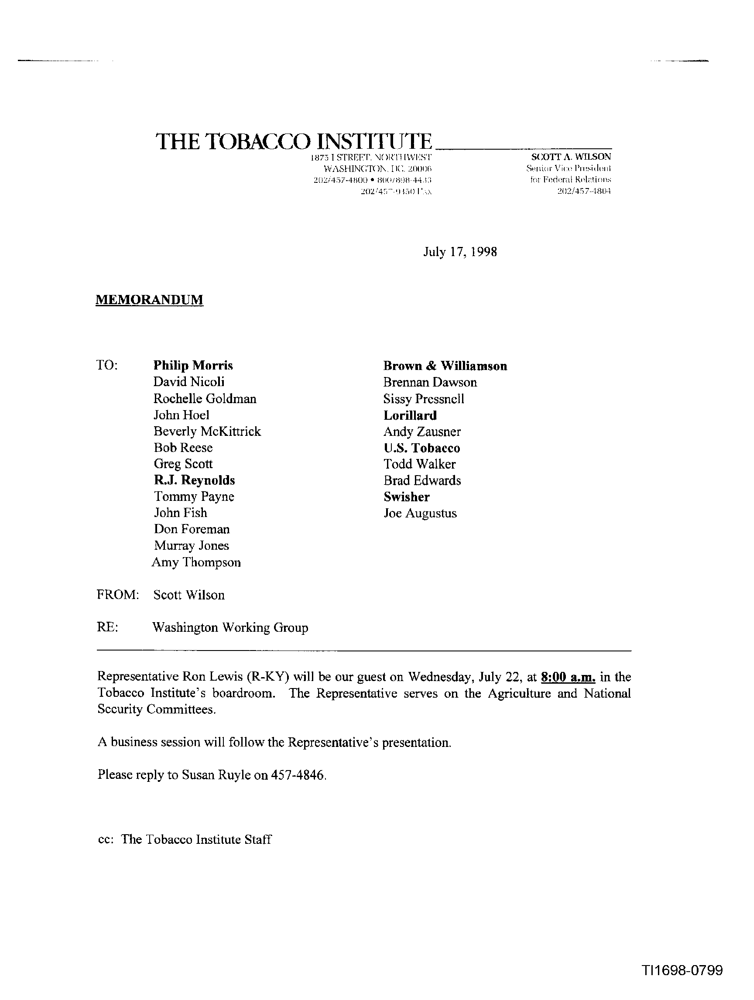 THE TOBACCO INSTITUTE
1875 I STREET, NORTHWEST
WASHINGTON, DC 20006
202/457-4800 • 800/898-4433
SCOTT A. WILSON
Senior Vice President
for Federal Relations
202/457-4804
July 17, 1998
MEMORANDUM
TO:
Philip Morris
David Nicoli
Rochelle Goldman
John Hoel
Beverly McKittrick
Bob Reese
Greg Scott
R.J. Reynolds
Tommy Payne
John Fish
Don Foreman
Murray Jones
Amy Thompson
Brown & Williamson
Brennan Dawson
Sissy Pressnell
Lorillard
Andy Zausner
U.S. Tobacco
Todd Walker
Brad Edwards
Swisher
Joe Augustus
FROM: Scott Wilson
RE: Washington Working Group
Representative Ron Lewis (R-KY) will be our guest on Wednesday, July 22, at 8:00 a.m. in the
Tobacco Institute's boardroom. The Representative serves on the Agriculture and National
Security Committees.
A business session will follow the Representative's presentation.
Please reply to Susan Ruyle on 457-4846.
cc: The Tobacco Institute Staff
TI1698-0799